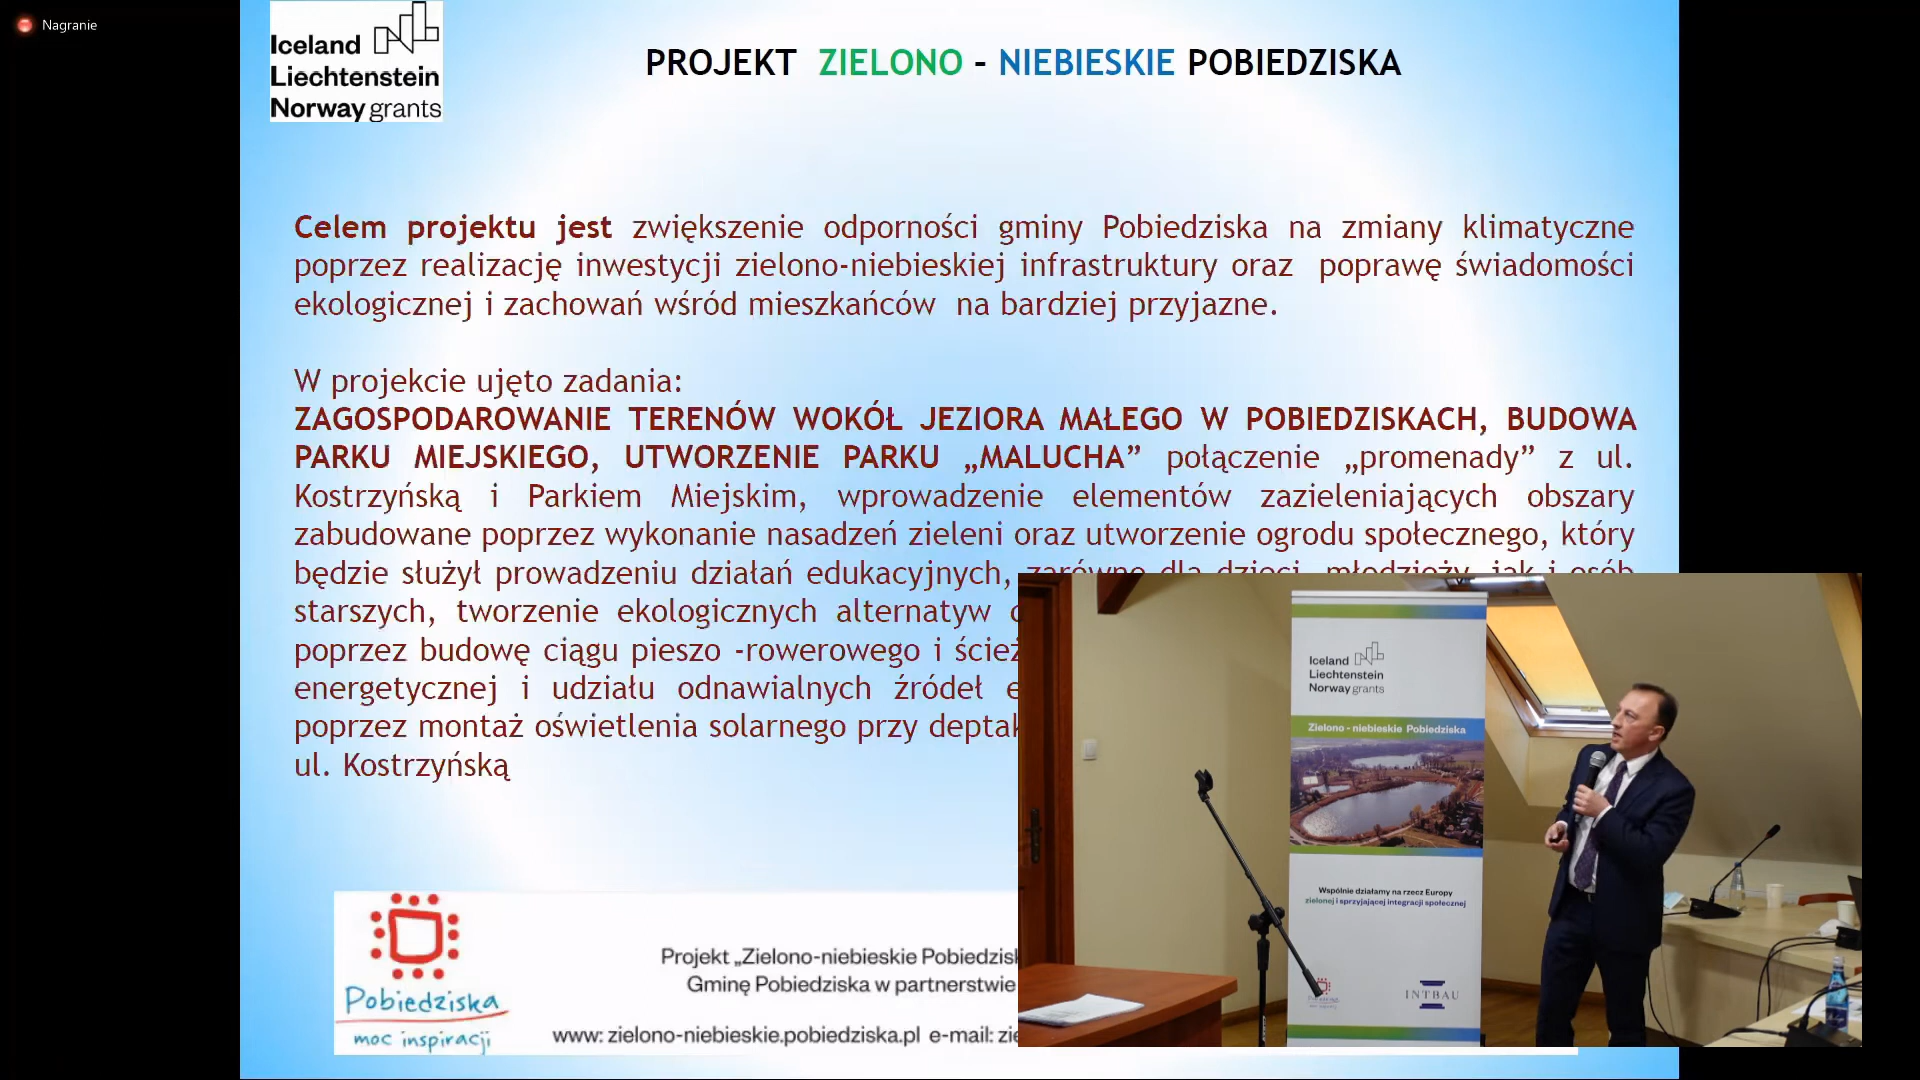 Nagranie
Iceland
Liechtenstein
Norway grants
PROJEKT ZIELONO - NIEBIESKIE POBIEDZISKA
Celem projektu jest zwiększenie odporności gminy Pobiedziska na zmiany klimatyczne
poprzez realizację inwestycji zielono-niebieskiej infrastruktury oraz poprawę świadomości
ekologicznej i zachowań wśród mieszkańców na bardziej przyjazne.
W projekcie ujęto zadania:
ZAGOSPODAROWANIE TERENÓW WOKÓŁ JEZIORA MAŁEGO W POBIEDZISKACH, BUDOWA
PARKU MIEJSKIEGO, UTWORZENIE PARKU „MALUCHA” połączenie „promenady” z ul.
Kostrzyńską i Parkiem Miejskim, wprowadzenie elementów zazieleniających obszary
zabudowane poprzez wykonanie nasadzeń zieleni oraz utworzenie ogrodu społecznego, który
będzie służył prowadzeniu działań edukacyjnych, zarówno dla dzieci, młodzieży, jak i osób
starszych, tworzenie ekologicznych alternatyw
poprzez budowę ciągu pieszo -rowerowego i
energetycznej i udziału odnawialnych źródeł
poprzez montaż oświetlenia solarnego przy
ul. Kostrzyńską
Iceland
Liechtenstein
Norway grants
Zielono - niebieskie Pobiedziska
Wspólnie działamy na rzecz Europy
zielonej i sprzyjającej integracji społecznej
INTBAU
Pobiedziska
moc inspiracji
Projekt „Zielono-niebieskie
Gminę Pobiedziska w partnerstwie
www: zielono-niebieskie.pobiedziska.pl e-mail: